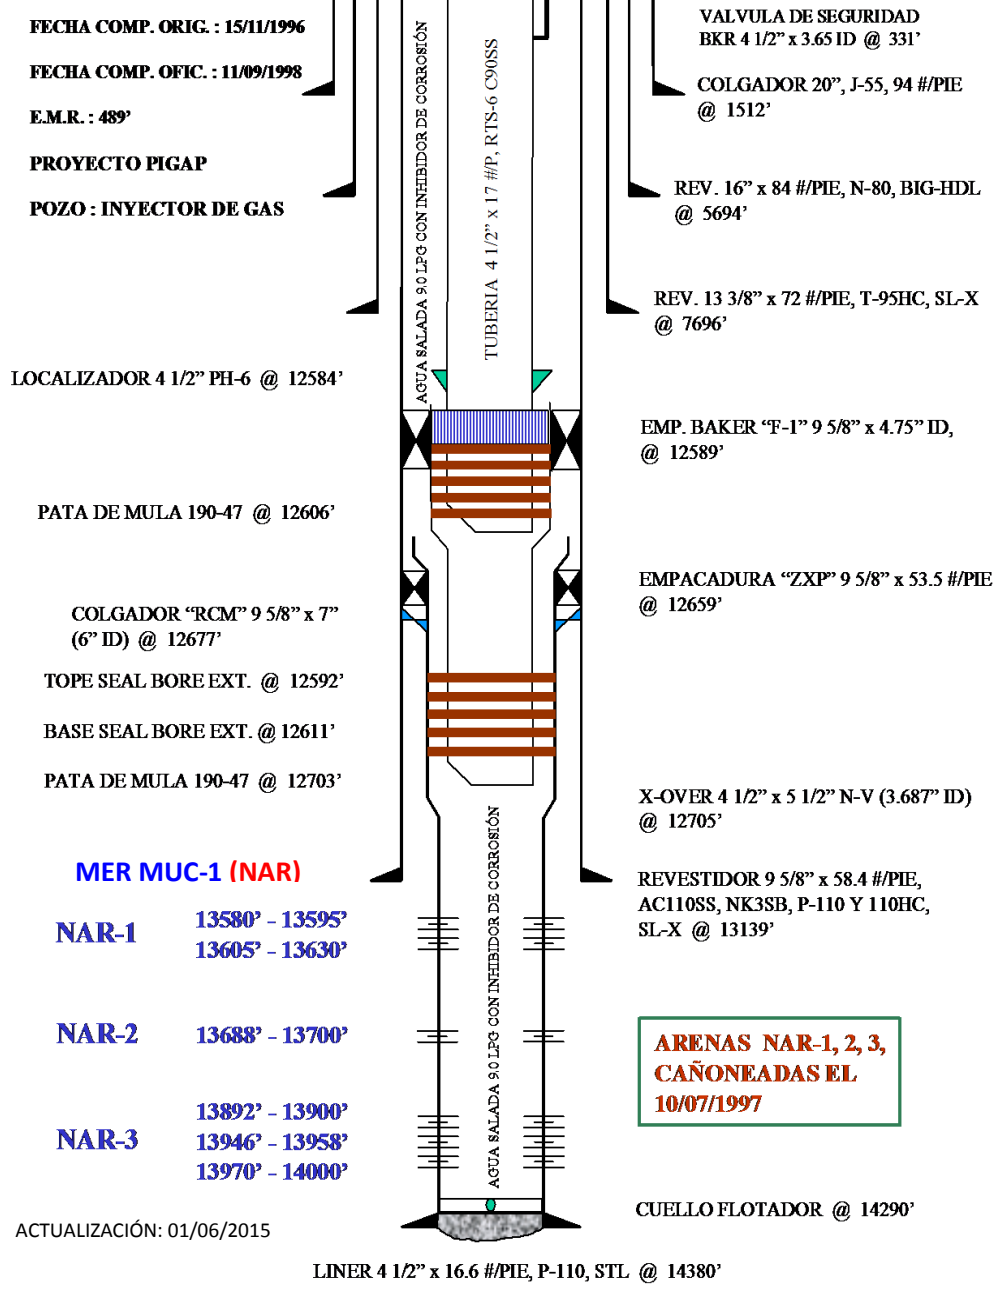 FECHA COMP. ORIG. : 15/11/1996
FECHA COMP. OFIC. : 11/09/1998
E.M.R. : 489’
PROYECTO PIGAP
POZO : INYECTOR DE GAS
AGUA SALADA 9.0 LPG CON INHIBIDOR DE CORROSIÓN
TUBERIA 4 1/2” x 17 #/P, RTS-6 C90SS
VALVULA DE SEGURIDAD
BKR 4 1/2” x 3.65 ID @ 331’
COLGADOR 20”, J-55, 94 #/PIE
@ 1512’
REV. 16” x 84 #/PIE, N-80, BIG-HDL
@ 5694’
REV. 13 3/8” x 72 #/PIE, T-95HC, SL-X
@ 7696’
LOCALIZADOR 4 1/2” PH-6 @ 12584’
EMP. BAKER “F-1” 9 5/8” x 4.75” ID,
@ 12589’
PATA DE MULA 190-47 @ 12606’
EMPACADURA “ZXP” 9 5/8” x 53.5 #/PIE
@ 12659’
COLGADOR “RCM” 9 5/8” x 7”
(6” ID) @ 12677’
TOPE SEAL BORE EXT. @ 12592’
BASE SEAL BORE EXT. @ 12611’
PATA DE MULA 190-47 @ 12703’
X-OVER 4 1/2” x 5 1/2” N-V (3.687” ID)
@ 12705’
MER MUC-1 (NAR)
REVESTIDOR 9 5/8” x 58.4 #/PIE,
AC110SS, NK3SB, P-110 Y 110HC,
SL-X @ 13139’
AGUA SALADA 9.0 LPG CON INHIBIDOR DE CORROSIÓN
NAR-1
13580’ - 13595’
13605’ - 13630’
NAR-2
13688’ - 13700’
NAR-3
13892’ - 13900’
13946’ - 13958’
13970’ - 14000’
ARENAS NAR-1, 2, 3,
CAÑONEADAS EL
10/07/1997
CUELLO FLOTADOR @ 14290’
ACTUALIZACIÓN: 01/06/2015
LINER 4 1/2” x 16.6 #/PIE, P-110, STL @ 14380’